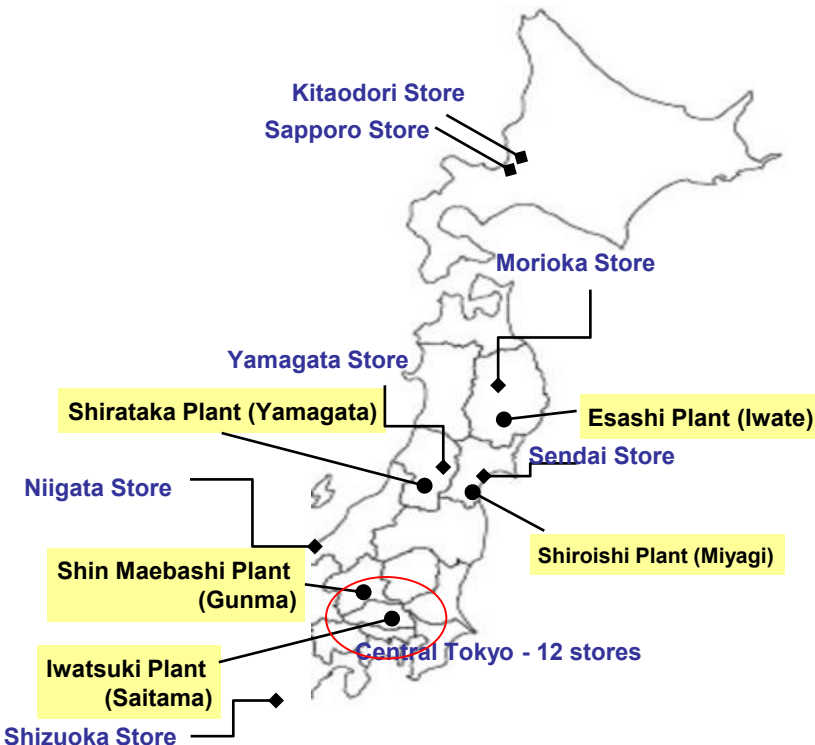 Kitaodori Store
Sapporo Store
Morioka Store
Yamagata Store
Shirataka Plant (Yamagata)
Esashi Plant (Iwate)
Sendai Store
Niigata Store
Shiroishi Plant (Miyagi)
Shin Maebashi Plant
(Gunma)
Central Tokyo - 12 stores
Iwatsuki Plant
(Saitama)
Shizuoka Store